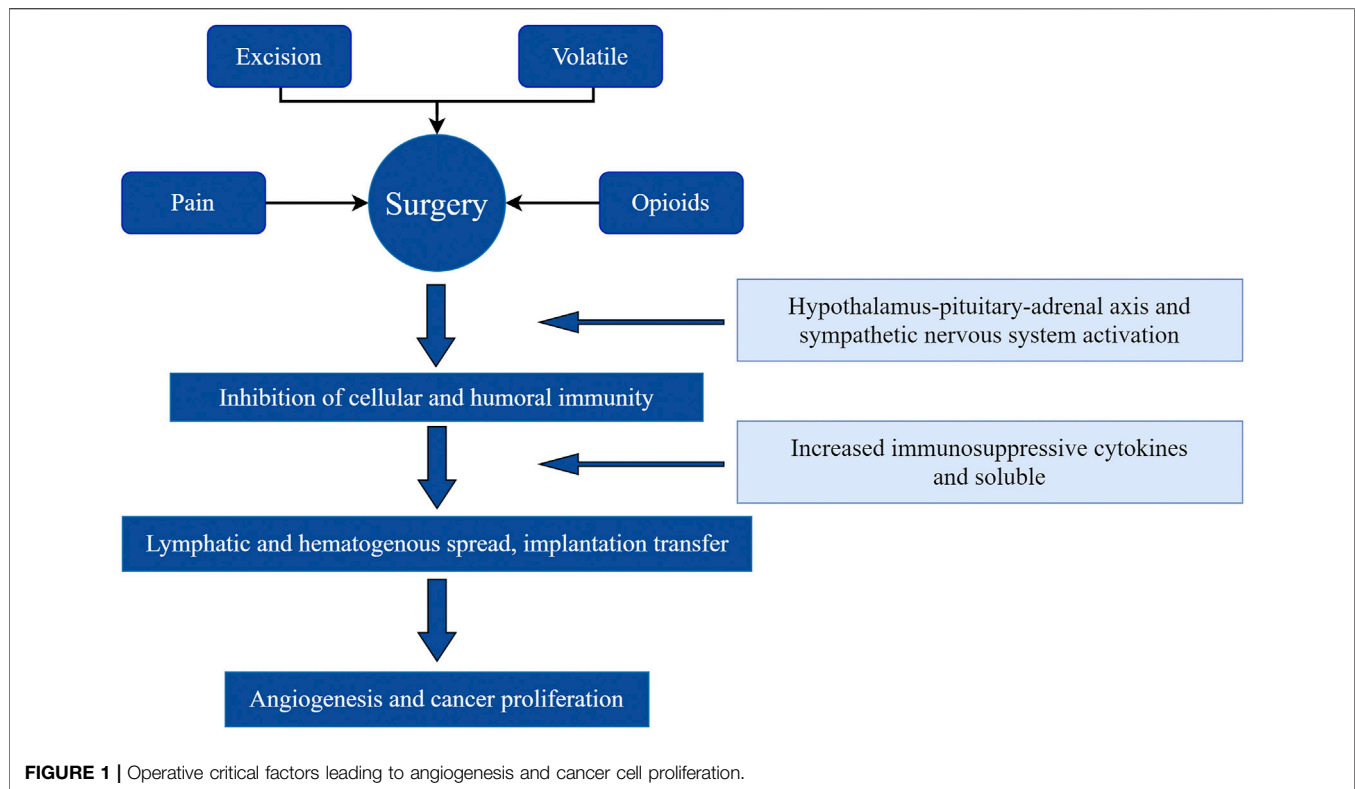 Excision
Volatile
Pain
Surgery
Opioids
Hypothalamus-pituitary-adrenal axis and
sympathetic nervous system activation
Inhibition of cellular and humoral immunity
Increased immunosuppressive cytokines
and soluble
Lymphatic and hematogenous spread, implantation transfer
Angiogenesis and cancer proliferation
FIGURE 1 | Operative critical factors leading to angiogenesis and cancer cell proliferation.